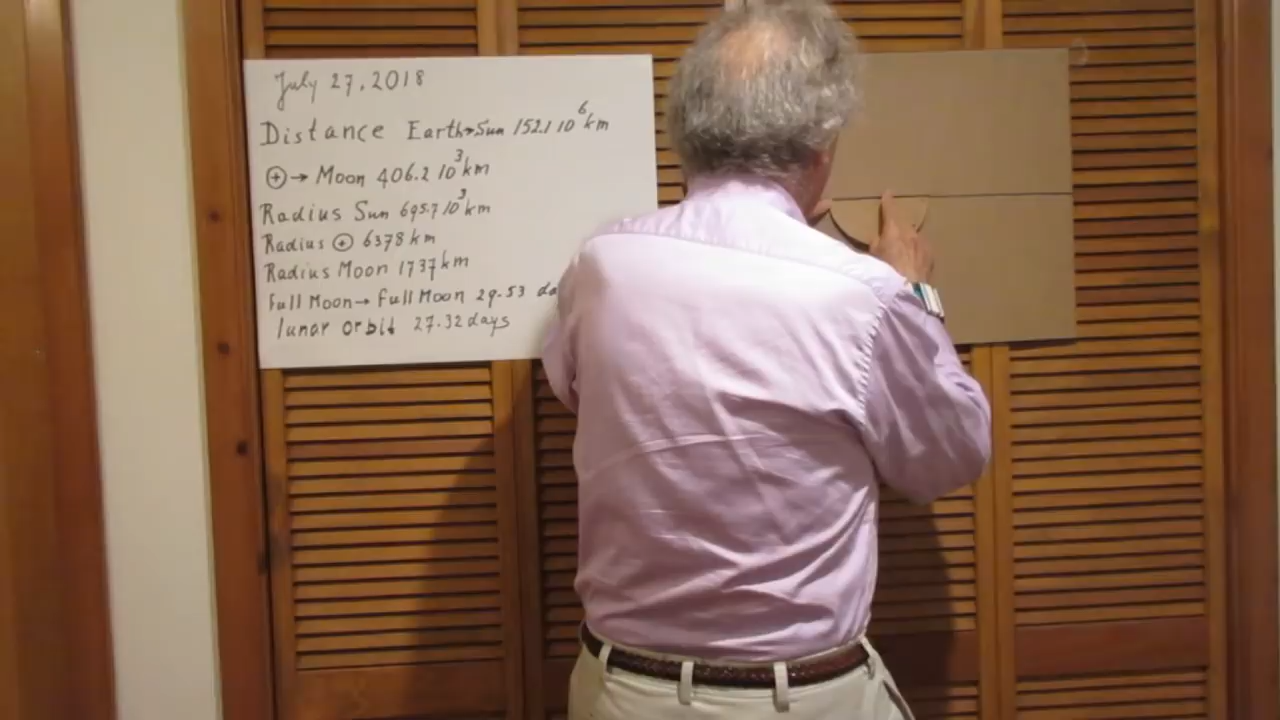 July 27, 2018
Distance Earth→Sun 152.1 10⁶ km
⊕→ Moon 406.2 10³ km
Radius Sun 695.7 10³ km
Radius ⊕ 6378 km
Radius Moon 1737 km
Full Moon→ Full Moon 29.53 da
lunar orbit 27.32 days